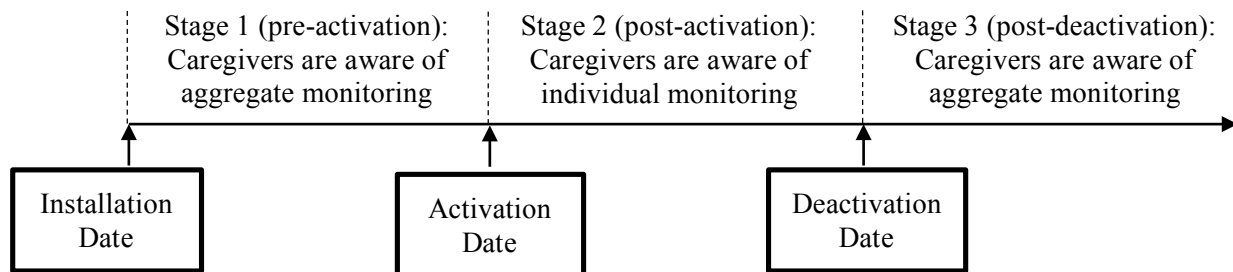 Stage 1 (pre-activation):
Caregivers are aware of
aggregate monitoring
Stage 2 (post-activation):
Caregivers are aware of
individual monitoring
Stage 3 (post-deactivation):
Caregivers are aware of
aggregate monitoring
Installation
Date
Activation
Date
Deactivation
Date